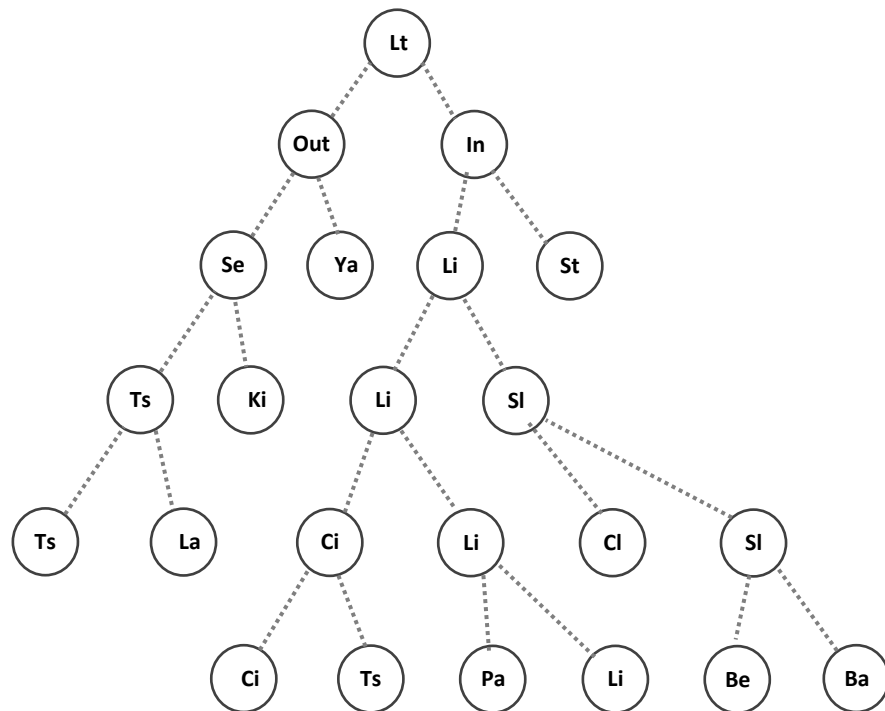 Lt
Out In
Se Ya Li St
Ts Ki Li Sl
Ts La Ci Li Cl Sl
Ci Ts Pa Li Be Ba